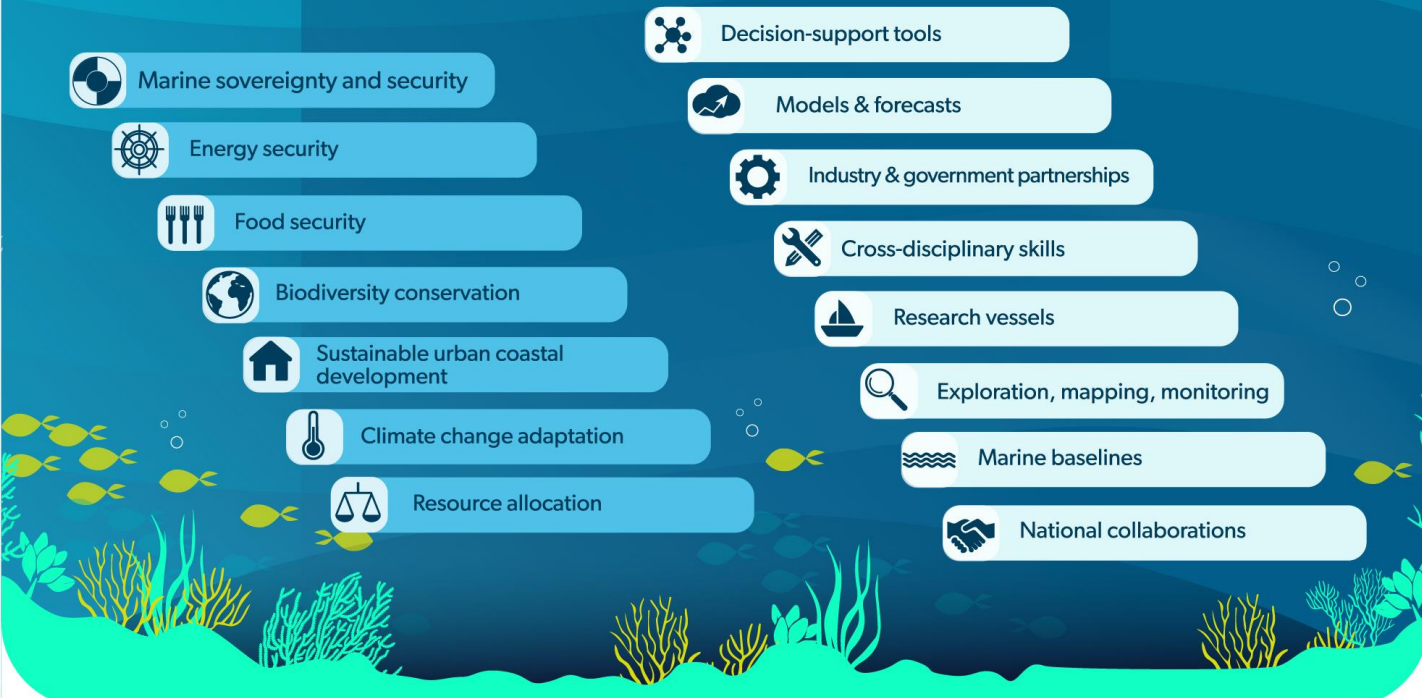 Marine sovereignty and security
Energy security
Food security
Biodiversity conservation
Sustainable urban coastal
development
Climate change adaptation
Resource allocation
Decision-support tools
Models & forecasts
Industry & government partnerships
Cross-disciplinary skills
Research vessels
Exploration, mapping, monitoring
Marine baselines
National collaborations